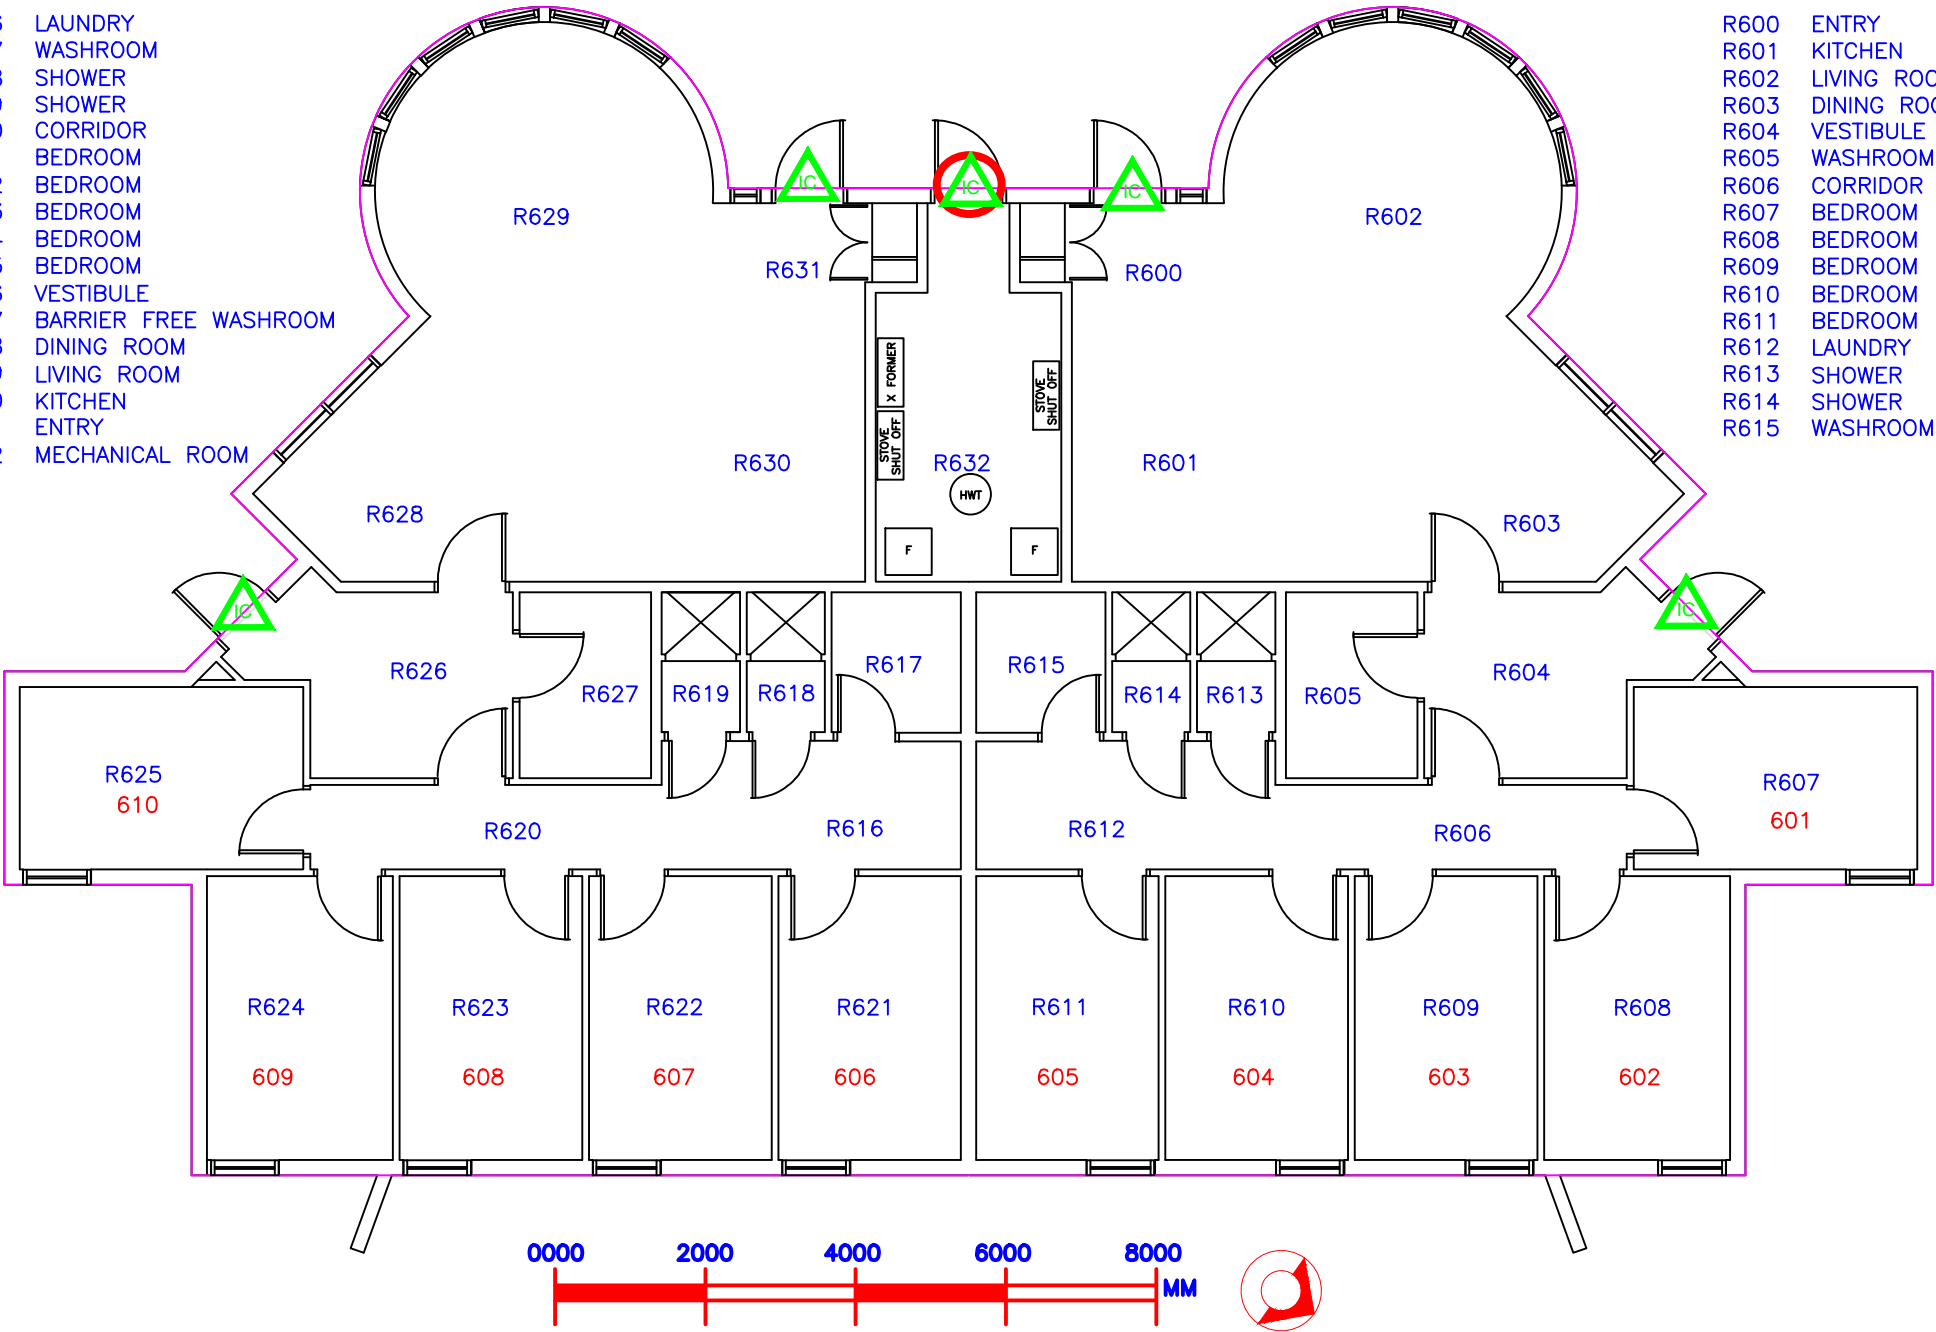 LAUNDRY
WASHROOM
SHOWER
SHOWER
CORRIDOR
BEDROOM
BEDROOM
BEDROOM
BEDROOM
BEDROOM
VESTIBULE
BARRIER FREE WASHROOM
DINING ROOM
LIVING ROOM
KITCHEN
ENTRY
MECHANICAL ROOM
R600 ENTRY
R601 KITCHEN
R602 LIVING ROO
R603 DINING ROO
R604 VESTIBULE
R605 WASHROOM
R606 CORRIDOR
R607 BEDROOM
R608 BEDROOM
R609 BEDROOM
R610 BEDROOM
R611 BEDROOM
R612 LAUNDRY
R613 SHOWER
R614 SHOWER
R615 WASHROOM
IC IC IC
R629 R602
R631 R600
X FORMER
STOVE
SHUT OFF
STOVE
SHUT OFF
R630 R632 R601
HWT
R628 R603
F F
IC IC
R626 R627 R619 R618 R617 R615 R614 R613 R605 R604
R625 R607
610 601
R620 R616 R612 R606
R624 R623 R622 R621 R611 R610 R609 R608
609 608 607 606 605 604 603 602
0000 2000 4000 6000 8000
MM